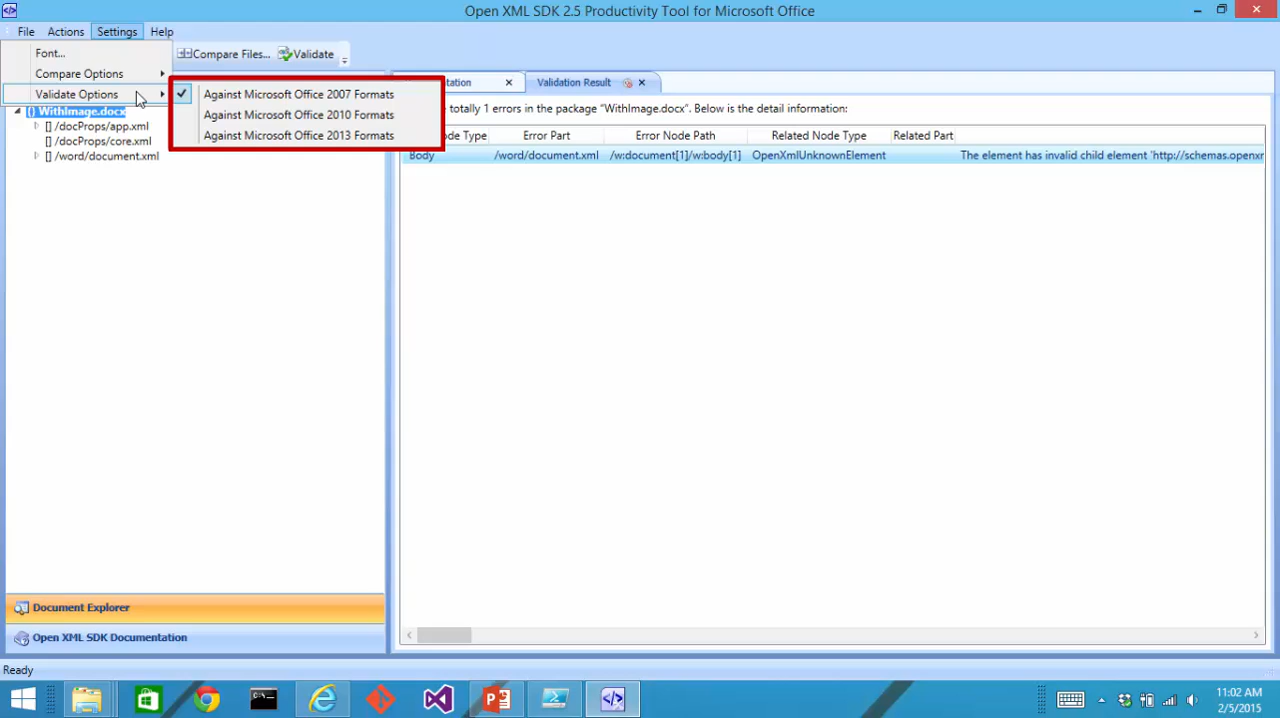 Open XML SDK 2.5 Productivity Tool for Microsoft Office
File Actions Settings Help
Font...
Compare Files... Validate
Compare Options
Validate Options
Against Microsoft Office 2007 Formats
Against Microsoft Office 2010 Formats
Against Microsoft Office 2013 Formats
WithImage.docx
[] /docProps/app.xml
[] /docProps/core.xml
[] /word/document.xml
tation Validation Result
totally 1 errors in the package "WithImage.docx". Below is the detail information:
de Type Error Part Error Node Path Related Node Type Related Part
Body /word/document.xml /w:document[1]/w:body[1] OpenXmlUnknownElement The element has invalid child element 'http://schemas.openxr
Document Explorer
Open XML SDK Documentation
Ready
11:02 AM
2/5/2015